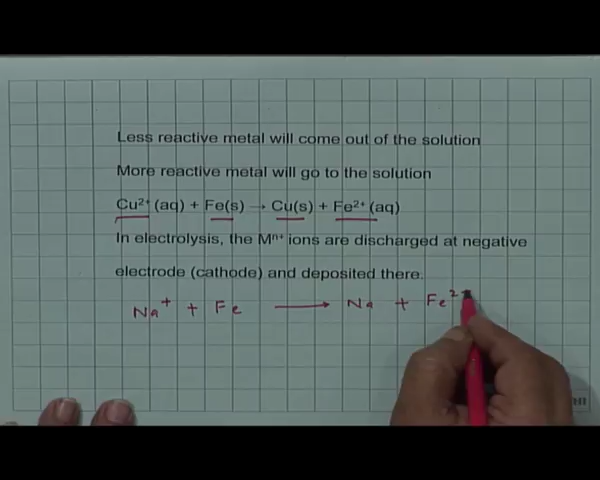 Less reactive metal will come out of the solution
More reactive metal will go to the solution
Cu²⁺ (aq) + Fe(s) → Cu(s) + Fe²⁺ (aq)
In electrolysis, the Mⁿ⁺ ions are discharged at negative
electrode (cathode) and deposited there.
Na⁺ + Fe ⟶ Na + Fe²